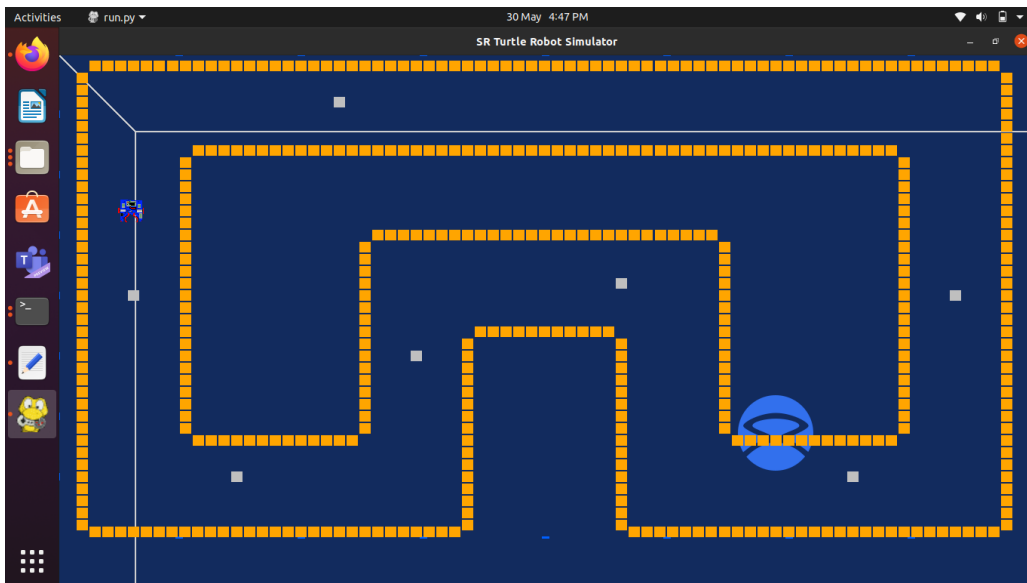 Activities
run.py
30 May 4:47 PM
SR Turtle Robot Simulator
A
T
>_